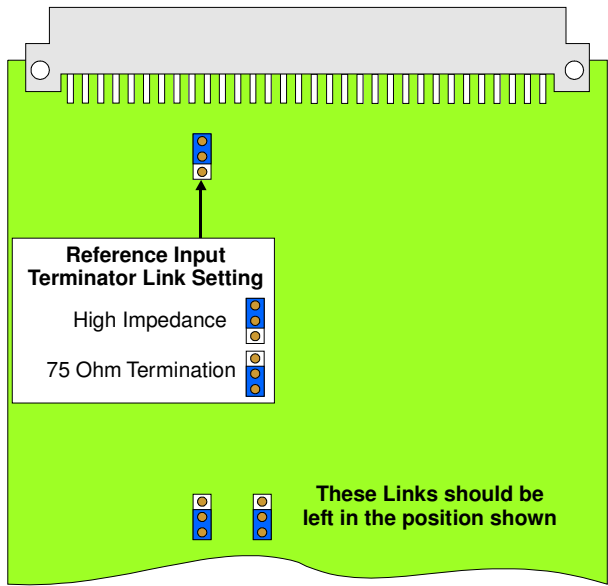 Reference Input
Terminator Link Setting
High Impedance
75 Ohm Termination
These Links should be
left in the position shown